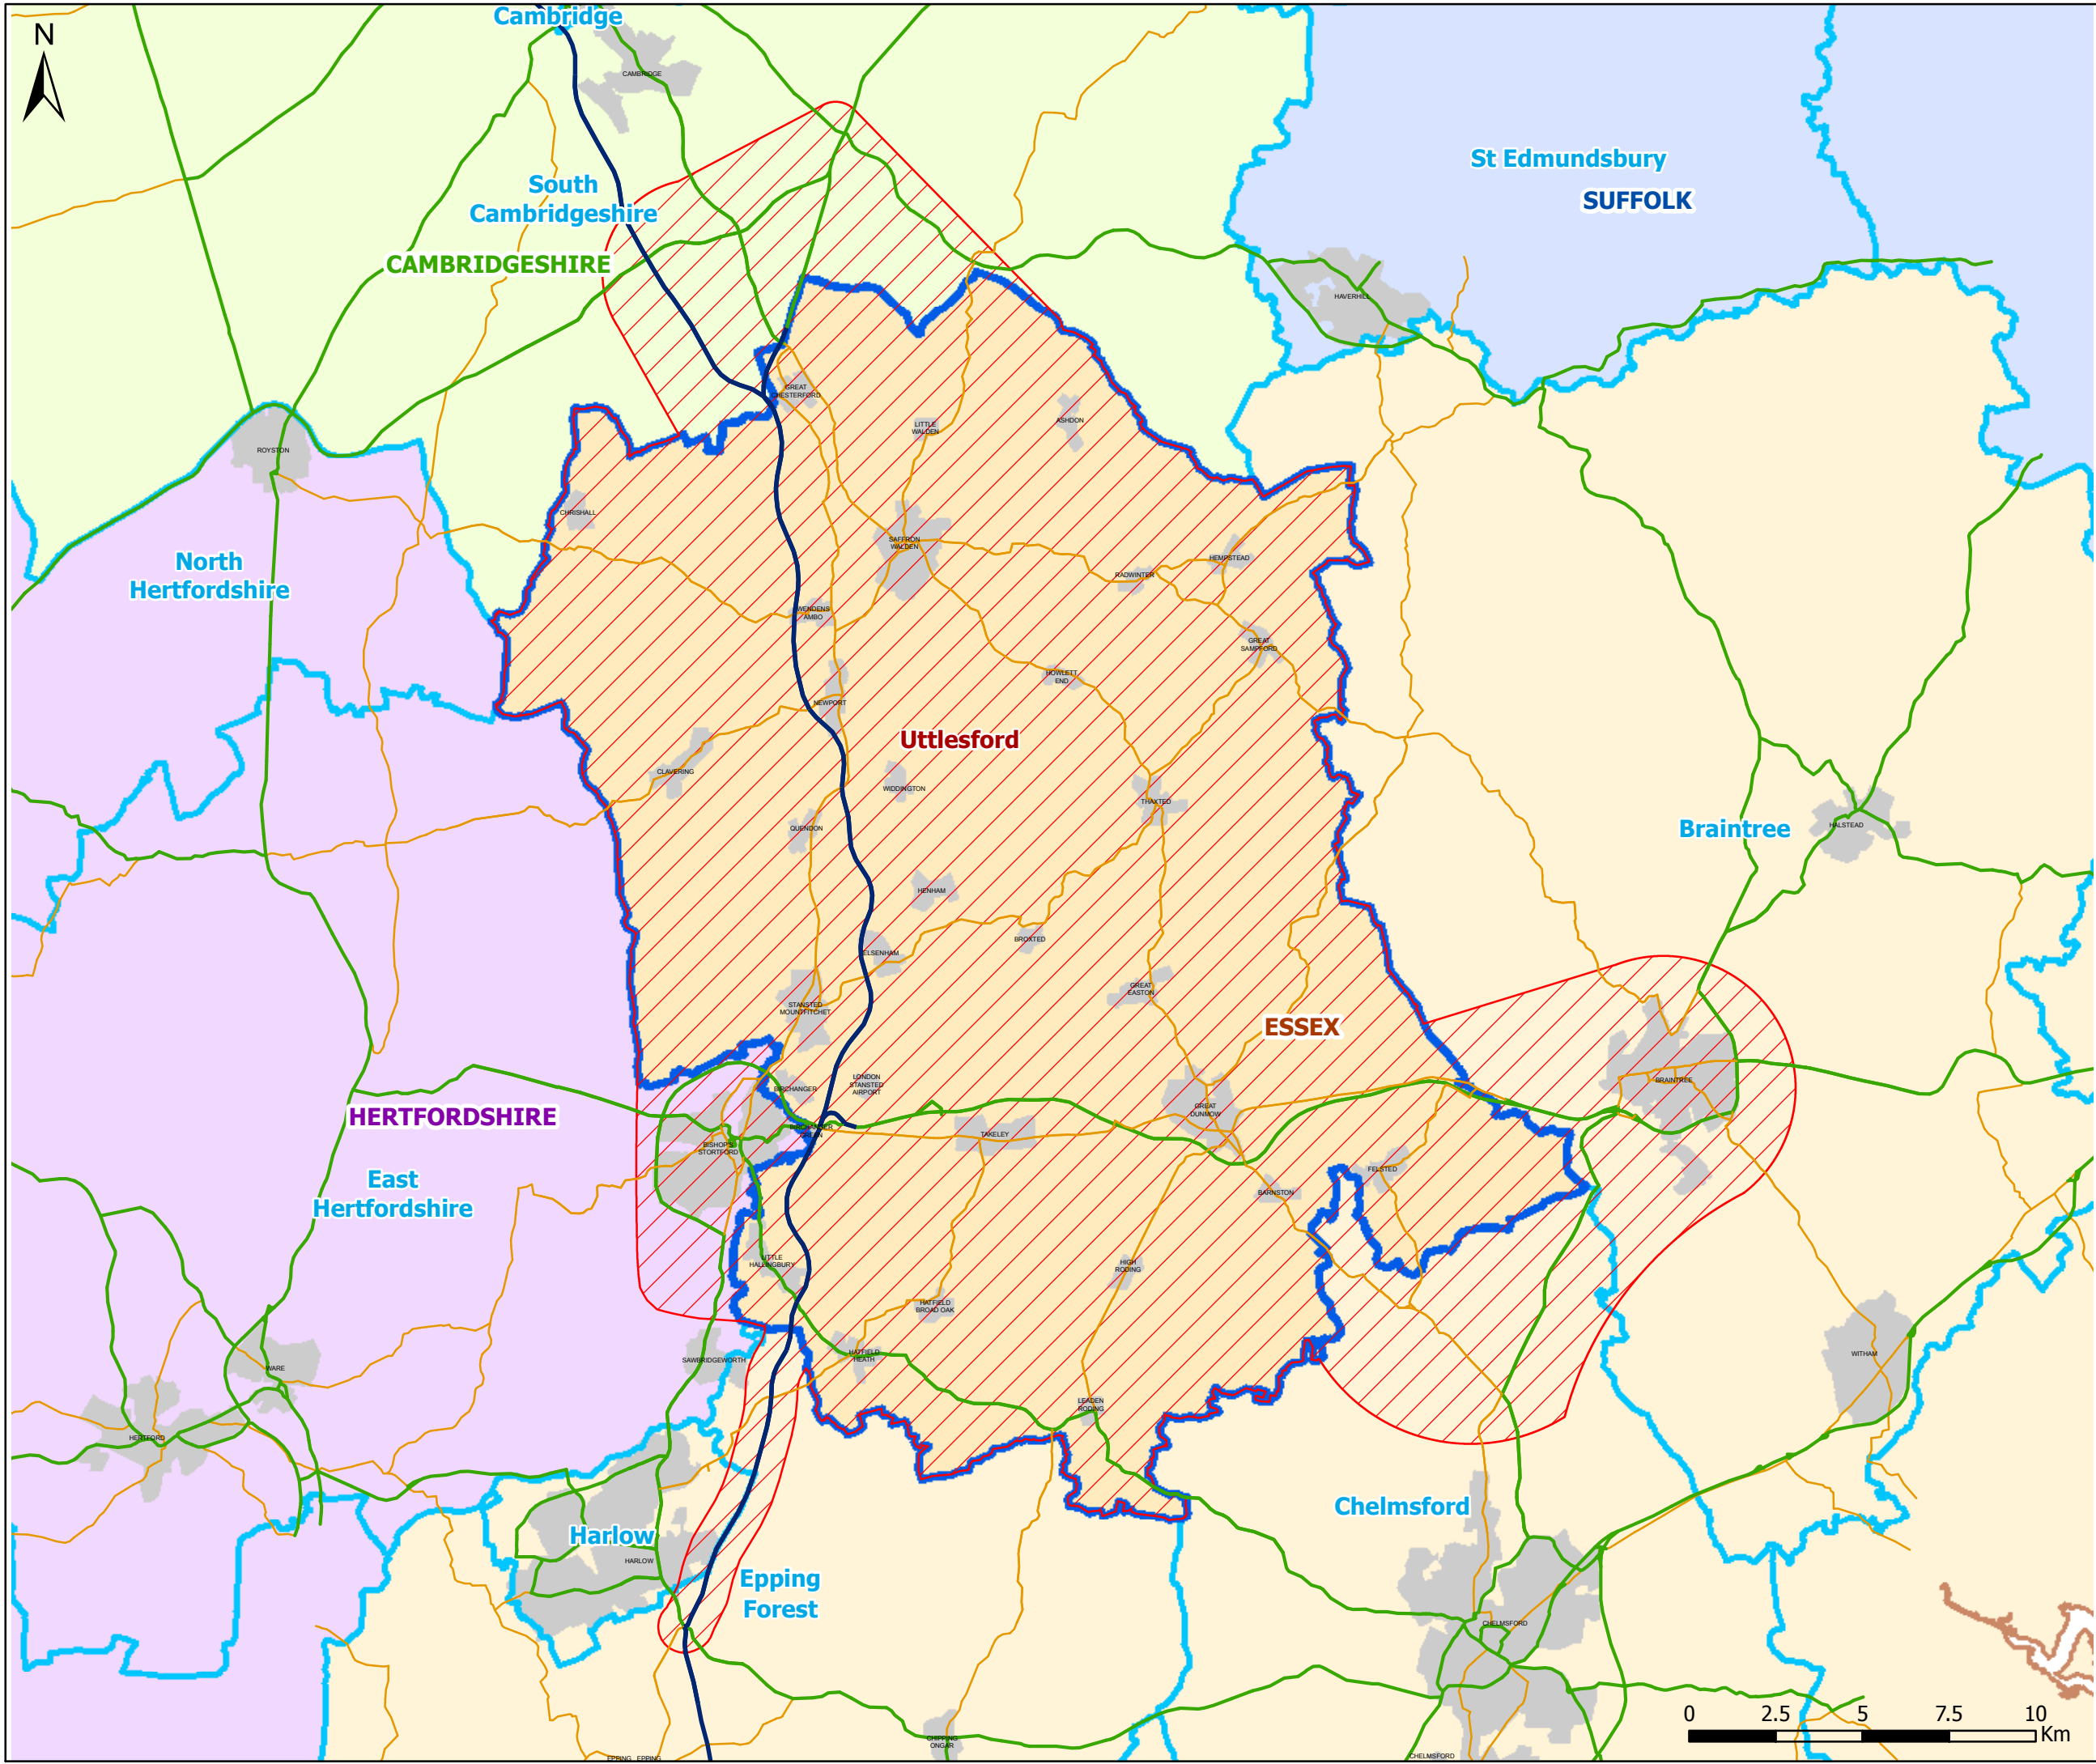 Cambridge
N
CAMBRIDGE
St Edmundsbury
SUFFOLK
South
Cambridgeshire
CAMBRIDGESHIRE
HAVERHILL
GREAT
CHESTERFORD
LITTLE
WALDEN
ASHDON
ROYSTON
CHRISHALL
North
Hertfordshire
SAFFRON
WALDEN
HEMPSTEAD
RADWINTER
WENDENS
AMBO
GREAT
SAMPFORD
HOWLETT
END
NEWPORT
Uttlesford
CLAVERING
WIDDINGTON
THAXTED
QUENDON
Braintree
HALSTEAD
HENHAM
BROXTED
ELSENHAM
GREAT
EASTON
STANSTED
MOUNTFITCHET
ESSEX
LONDON
STANSTED
AIRPORT
BIRCHANGER
BRAINTREE
HERTFORDSHIRE
GREAT
DUNMOW
BIRCHANGER
GREEN
TAKELEY
BISHOP'S
STORTFORD
FELSTED
East
Hertfordshire
BARNSTON
LITTLE
HALLINGBURY
HIGH
RODING
HATFIELD
BROAD OAK
HATFIELD
HEATH
SAWBRIDGEWORTH
WARE
WITHAM
LEADEN
RODING
HERTFORD
Chelmsford
Harlow
HARLOW
Epping
Forest
CHELMSFORD
0 2.5 5 7.5 10
Km
CHIPPING
ONGAR
EPPING EPPING
CHELMSFORD